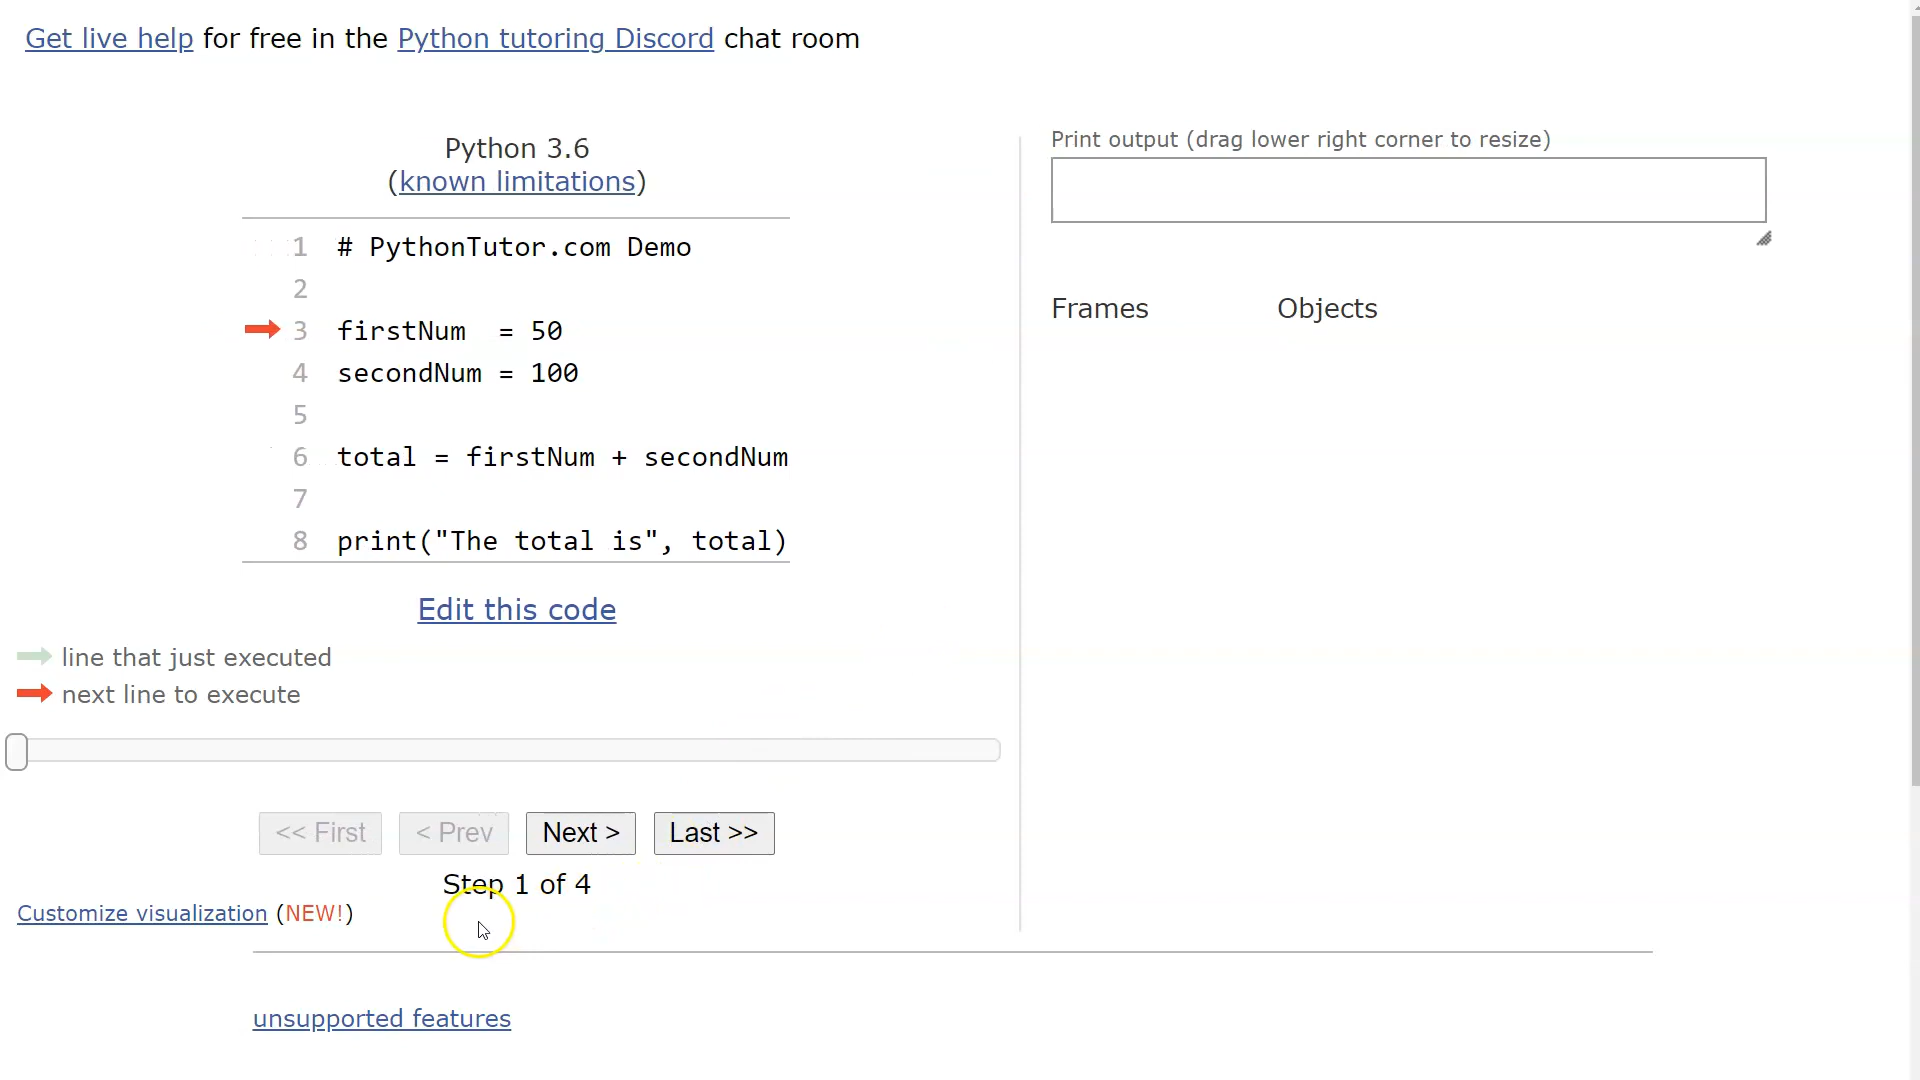 Get live help for free in the Python tutoring Discord chat room
Python 3.6
(known limitations)
1 # PythonTutor.com Demo
2
3 firstNum  = 50
4 secondNum = 100
5
6 total = firstNum + secondNum
7
8 print("The total is", total)
Edit this code
line that just executed
next line to execute
<< First < Prev Next > Last >>
Step 1 of 4
Customize visualization (NEW!)
unsupported features
Print output (drag lower right corner to resize)
Frames Objects